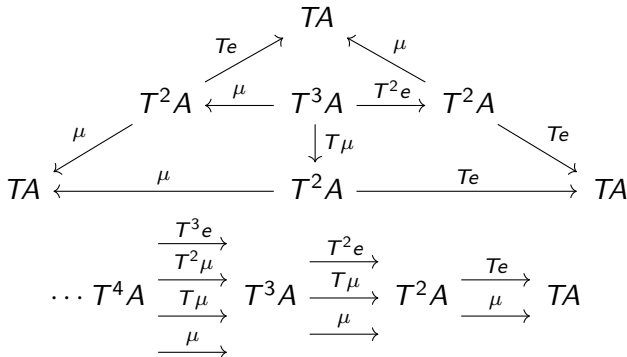 TA
Te μ
T²A μ T³A T²e T²A
μ Tμ Te
TA μ T²A Te TA
T³e T²e
T²μ Te
⋯ T⁴A Tμ T³A Tμ T²A μ TA
μ μ